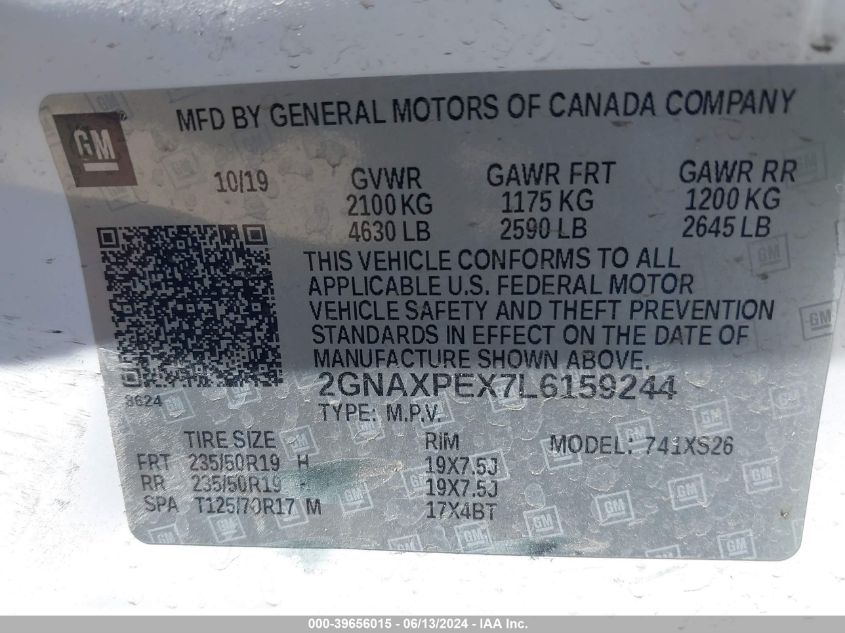 MFD BY GENERAL MOTORS OF CANADA COMPANY
GM
10/19 GVWR GAWR FRT GAWR RR
2100 KG 1175 KG 1200 KG
4630 LB 2590 LB 2645 LB
THIS VEHICLE CONFORMS TO ALL
APPLICABLE U.S. FEDERAL MOTOR
VEHICLE SAFETY AND THEFT PREVENTION
STANDARDS IN EFFECT ON THE DATE OF
MANUFACTURE SHOWN ABOVE.
2GNAXPEX7L6159244
3624
TYPE: M.P.V.
TIRE SIZE RIM MODEL: 741XS26
FRT 235/50R19 H 19X7.5J
RR 235/50R19 19X7.5J
SPA T125/70R17 M 17X4BT
000-39656015 - 06/13/2024 - IAA Inc.